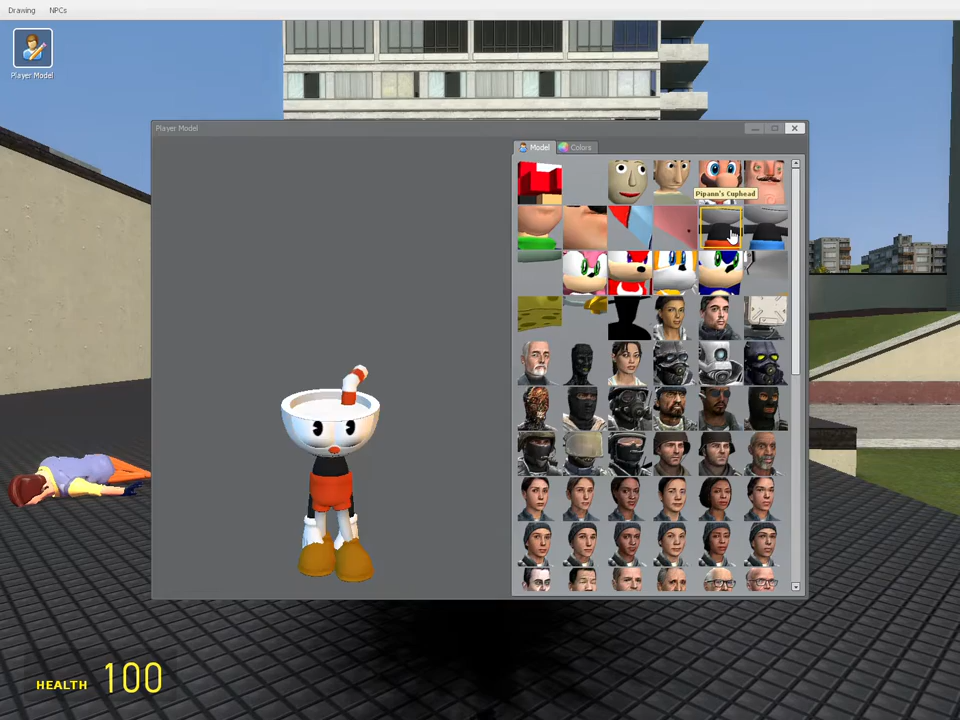 Drawing NPCs
Player Model
Player Model
Model Colors
Pipann's Cuphead
HEALTH 100